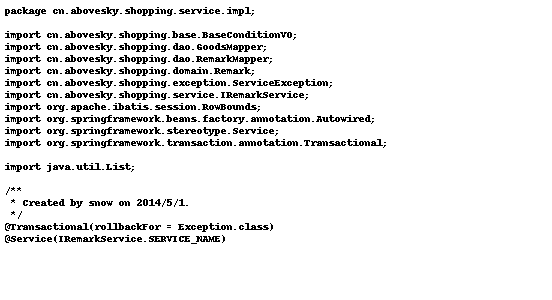 package cn.abovesky.shopping.service.impl;
import cn.abovesky.shopping.base.BaseConditionVO;
import cn.abovesky.shopping.dao.GoodsMapper;
import cn.abovesky.shopping.dao.RemarkMapper;
import cn.abovesky.shopping.domain.Remark;
import cn.abovesky.shopping.exception.ServiceException;
import cn.abovesky.shopping.service.IRemarkService;
import org.apache.ibatis.session.RowBounds;
import org.springframework.beans.factory.annotation.Autowired;
import org.springframework.stereotype.Service;
import org.springframework.transaction.annotation.Transactional;
import java.util.List;
/**
 * Created by snow on 2014/5/1.
 */
@Transactional(rollbackFor = Exception.class)
@Service(IRemarkService.SERVICE_NAME)